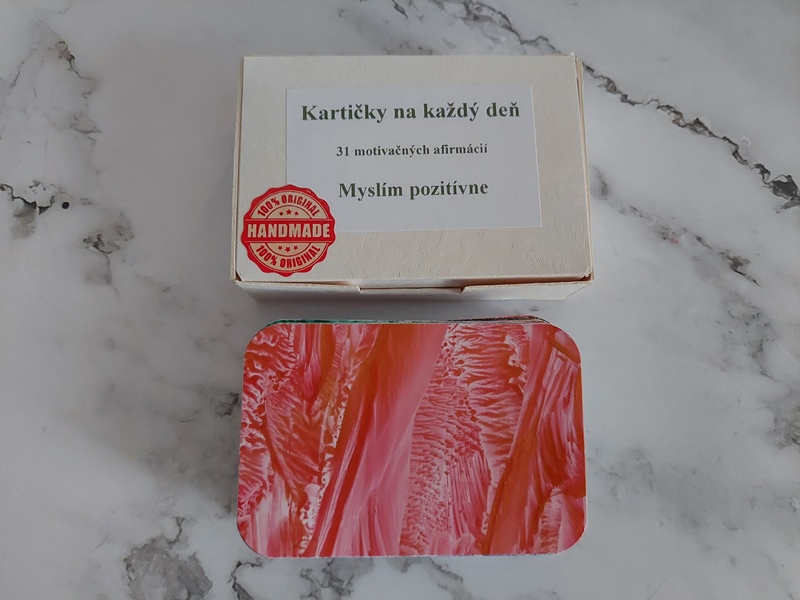 Kartičky na každý deň
31 motivačných afirmácií
Myslím pozitívne
100% ORIGINAL
HANDMADE
100% ORIGINAL